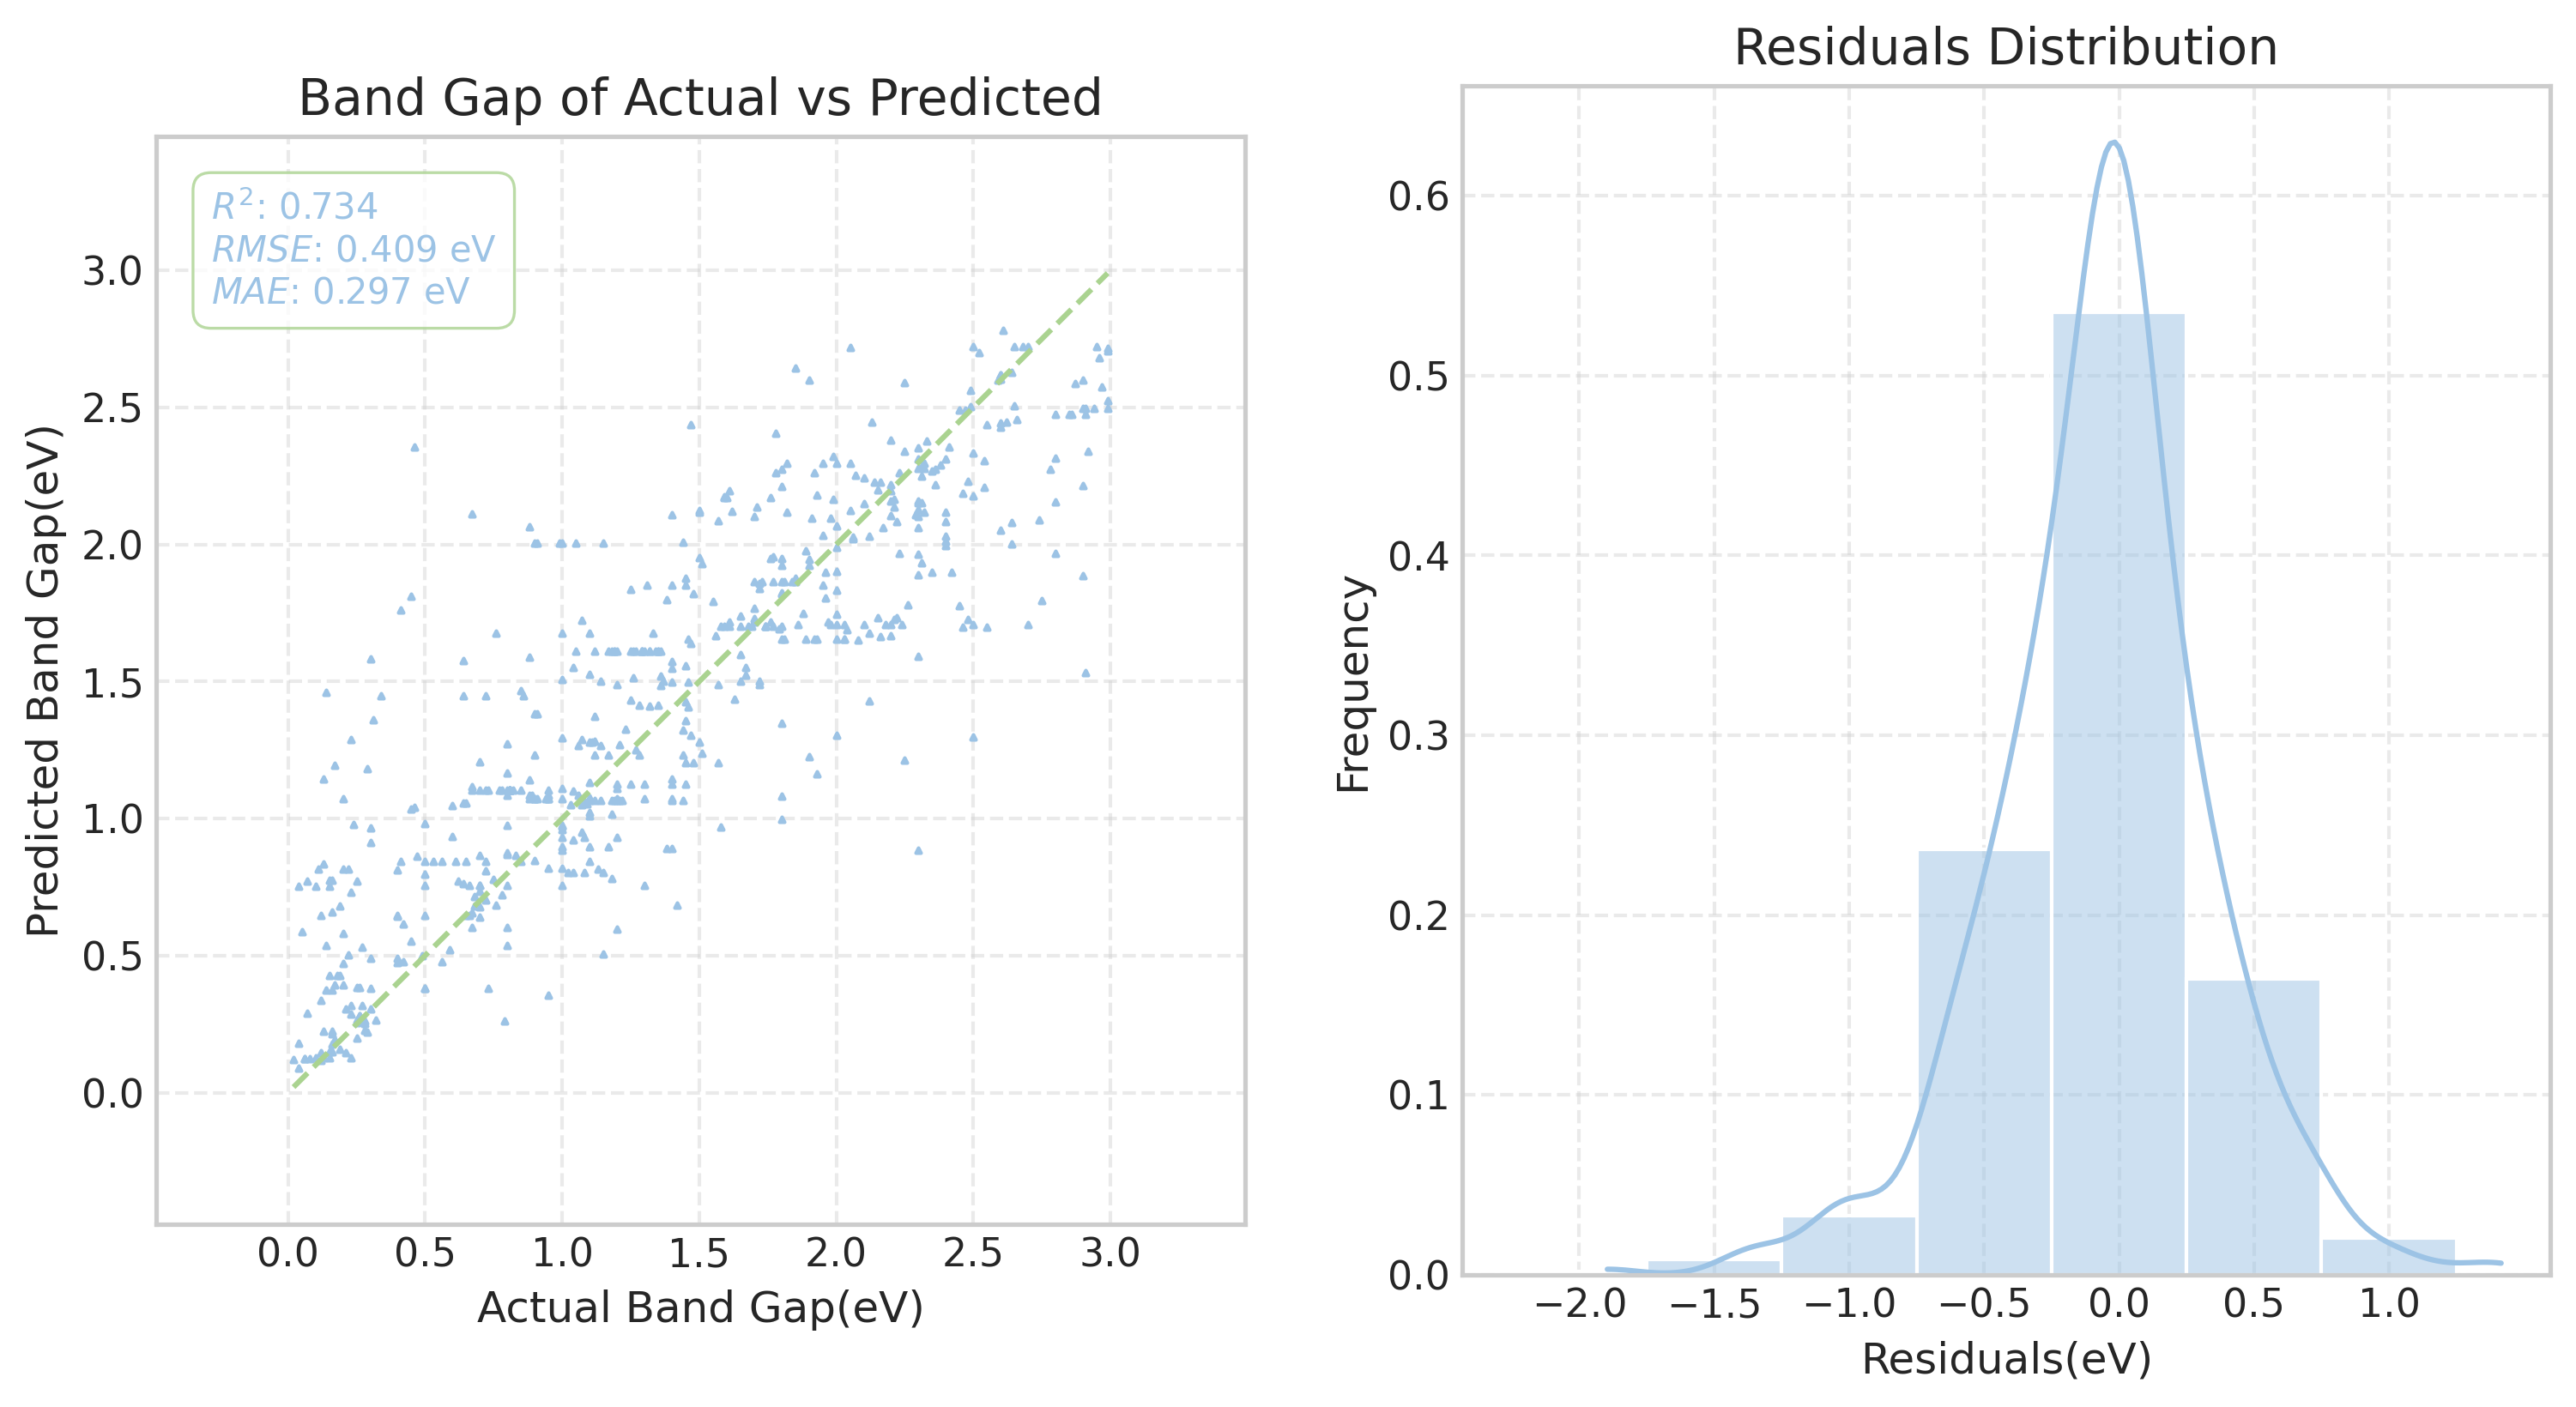 Band Gap of Actual vs Predicted
R²: 0.734
RMSE: 0.409 eV
MAE: 0.297 eV
Predicted Band Gap(eV)
3.0
2.5
2.0
1.5
1.0
0.5
0.0
0.0 0.5 1.0 1.5 2.0 2.5 3.0
Actual Band Gap(eV)
Residuals Distribution
Frequency
0.6
0.5
0.4
0.3
0.2
0.1
0.0
−2.0 −1.5 −1.0 −0.5 0.0 0.5 1.0
Residuals(eV)